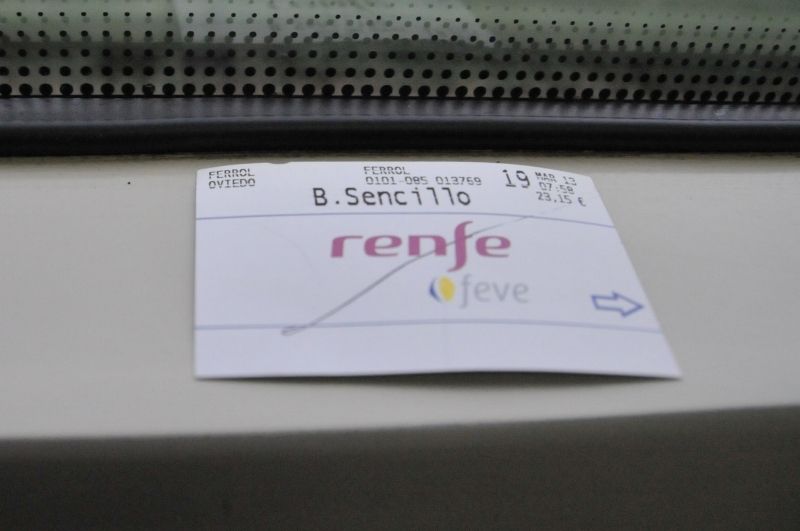 FERROL FERROL 19 MAR 13
OVIEDO 0101-085 013769 07:58
B.Sencillo 23,15 €
renfe
feve